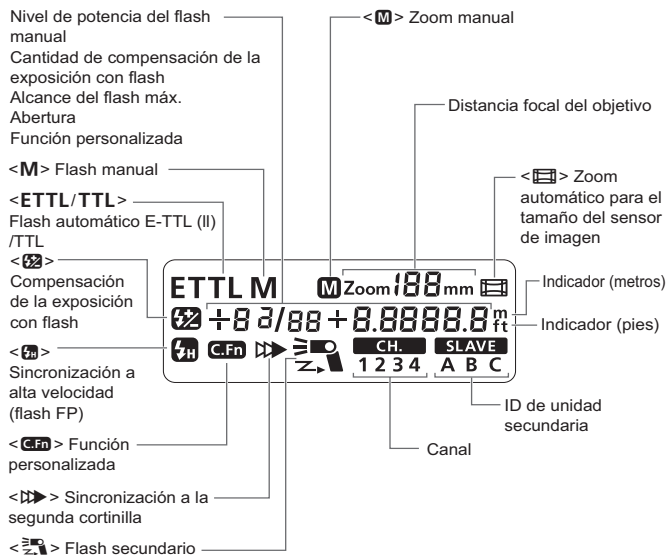 Nivel de potencia del flash
manual
Cantidad de compensación de la
exposición con flash
Alcance del flash máx.
Abertura
Función personalizada
<M> Flash manual
<ETTL/TTL>
Flash automático E-TTL (II)
/TTL
< >
Compensación
de la exposición
con flash
<H>
Sincronización a
alta velocidad
(flash FP)
<C.Fn> Función
personalizada
< > Sincronización a la
segunda cortinilla
< > Flash secundario
<M> Zoom manual
Distancia focal del objetivo
< > Zoom
automático para el
tamaño del sensor
de imagen
Indicador (metros)
Indicador (pies)
ID de unidad
secundaria
Canal
ETTL M M Zoom 188 mm
+8 a/88 +8.8888.8 m ft
H C.Fn CH. SLAVE
1 2 3 4 A B C